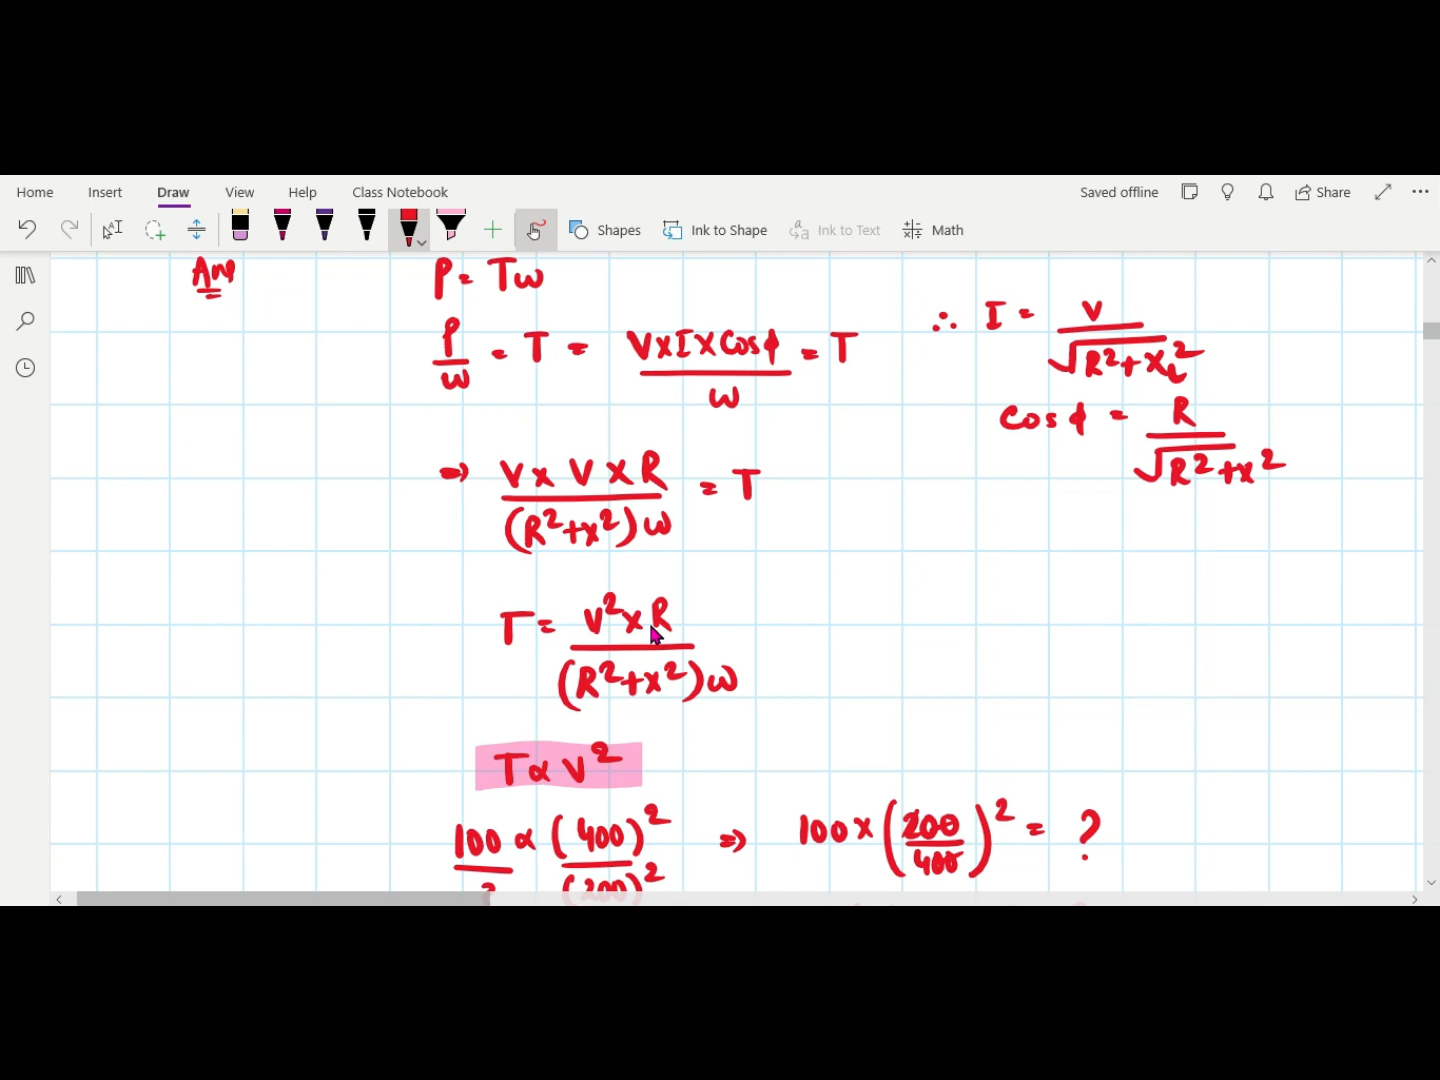 Home Insert Draw View Help Class Notebook Saved offline Share
Shapes Ink to Shape Ink to Text Math
Ans
P = Tω
P/ω = T = V×I×Cosϕ/ω = T
∴ I = V/√R²+X_L²
Cos ϕ = R/√R²+x²
⇒ V×V×R/(R²+x²)ω = T
T = V²×R/(R²+x²)ω
T∝V²
100/? ∝ (400)²/(200)² ⇒ 100×(200/400)² = ?